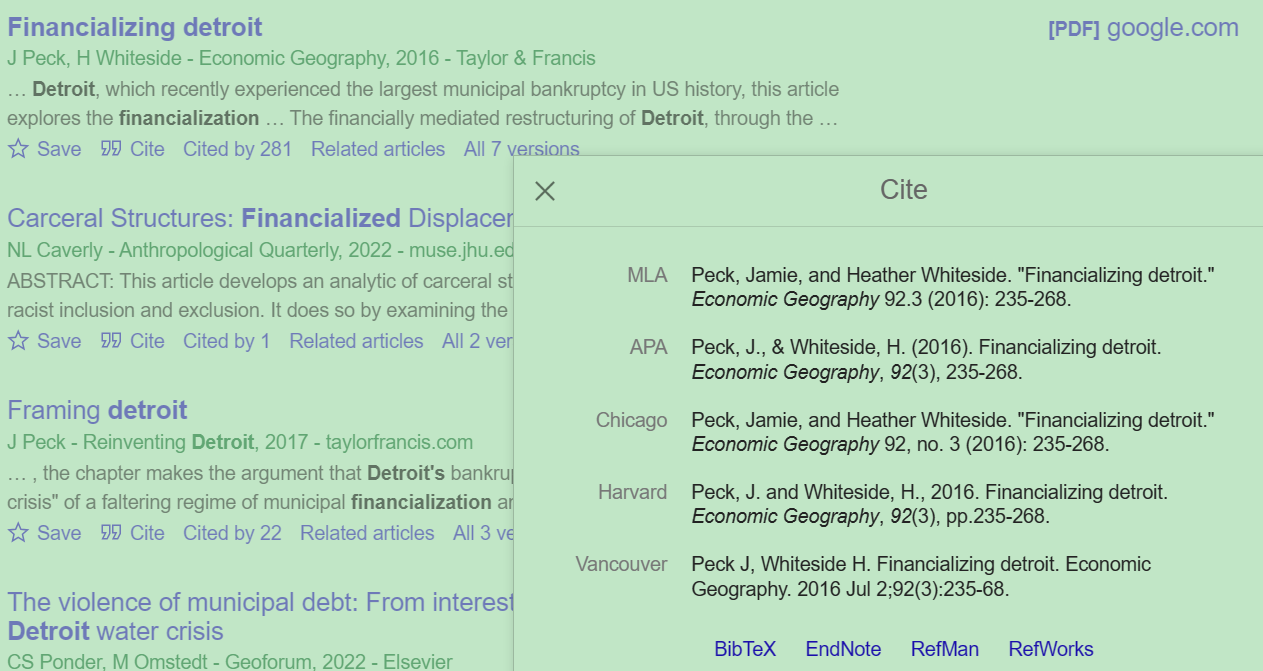 Financializing detroit
[PDF] google.com
J Peck, H Whiteside - Economic Geography, 2016 - Taylor & Francis
… Detroit, which recently experienced the largest municipal bankruptcy in US history, this article
explores the financialization … The financially mediated restructuring of Detroit, through the …
Save Cite Cited by 281 Related articles All 7 versions
Carceral Structures: Financialized
NL Caverly - Anthropological Quarterly, 2022 - muse.jhu.ed
ABSTRACT: This article develops an analytic of carceral st
racist inclusion and exclusion. It does so by examining the
Save Cite Cited by 1 Related articles All 2 ver
Framing detroit
J Peck - Reinventing Detroit, 2017 - taylorfrancis.com
… , the chapter makes the argument that Detroit's bankrup
crisis" of a faltering regime of municipal financialization
Save Cite Cited by 22 Related articles All 3 ve
The violence of municipal debt: From interest
Detroit water crisis
CS Ponder, M Omstedt - Geoforum, 2022 - Elsevier
Cite
MLA Peck, Jamie, and Heather Whiteside. "Financializing detroit."
Economic Geography 92.3 (2016): 235-268.
APA Peck, J., & Whiteside, H. (2016). Financializing detroit.
Economic Geography, 92(3), 235-268.
Chicago Peck, Jamie, and Heather Whiteside. "Financializing detroit."
Economic Geography 92, no. 3 (2016): 235-268.
Harvard Peck, J. and Whiteside, H., 2016. Financializing detroit.
Economic Geography, 92(3), pp.235-268.
Vancouver Peck J, Whiteside H. Financializing detroit. Economic
Geography. 2016 Jul 2;92(3):235-68.
BibTeX EndNote RefMan RefWorks